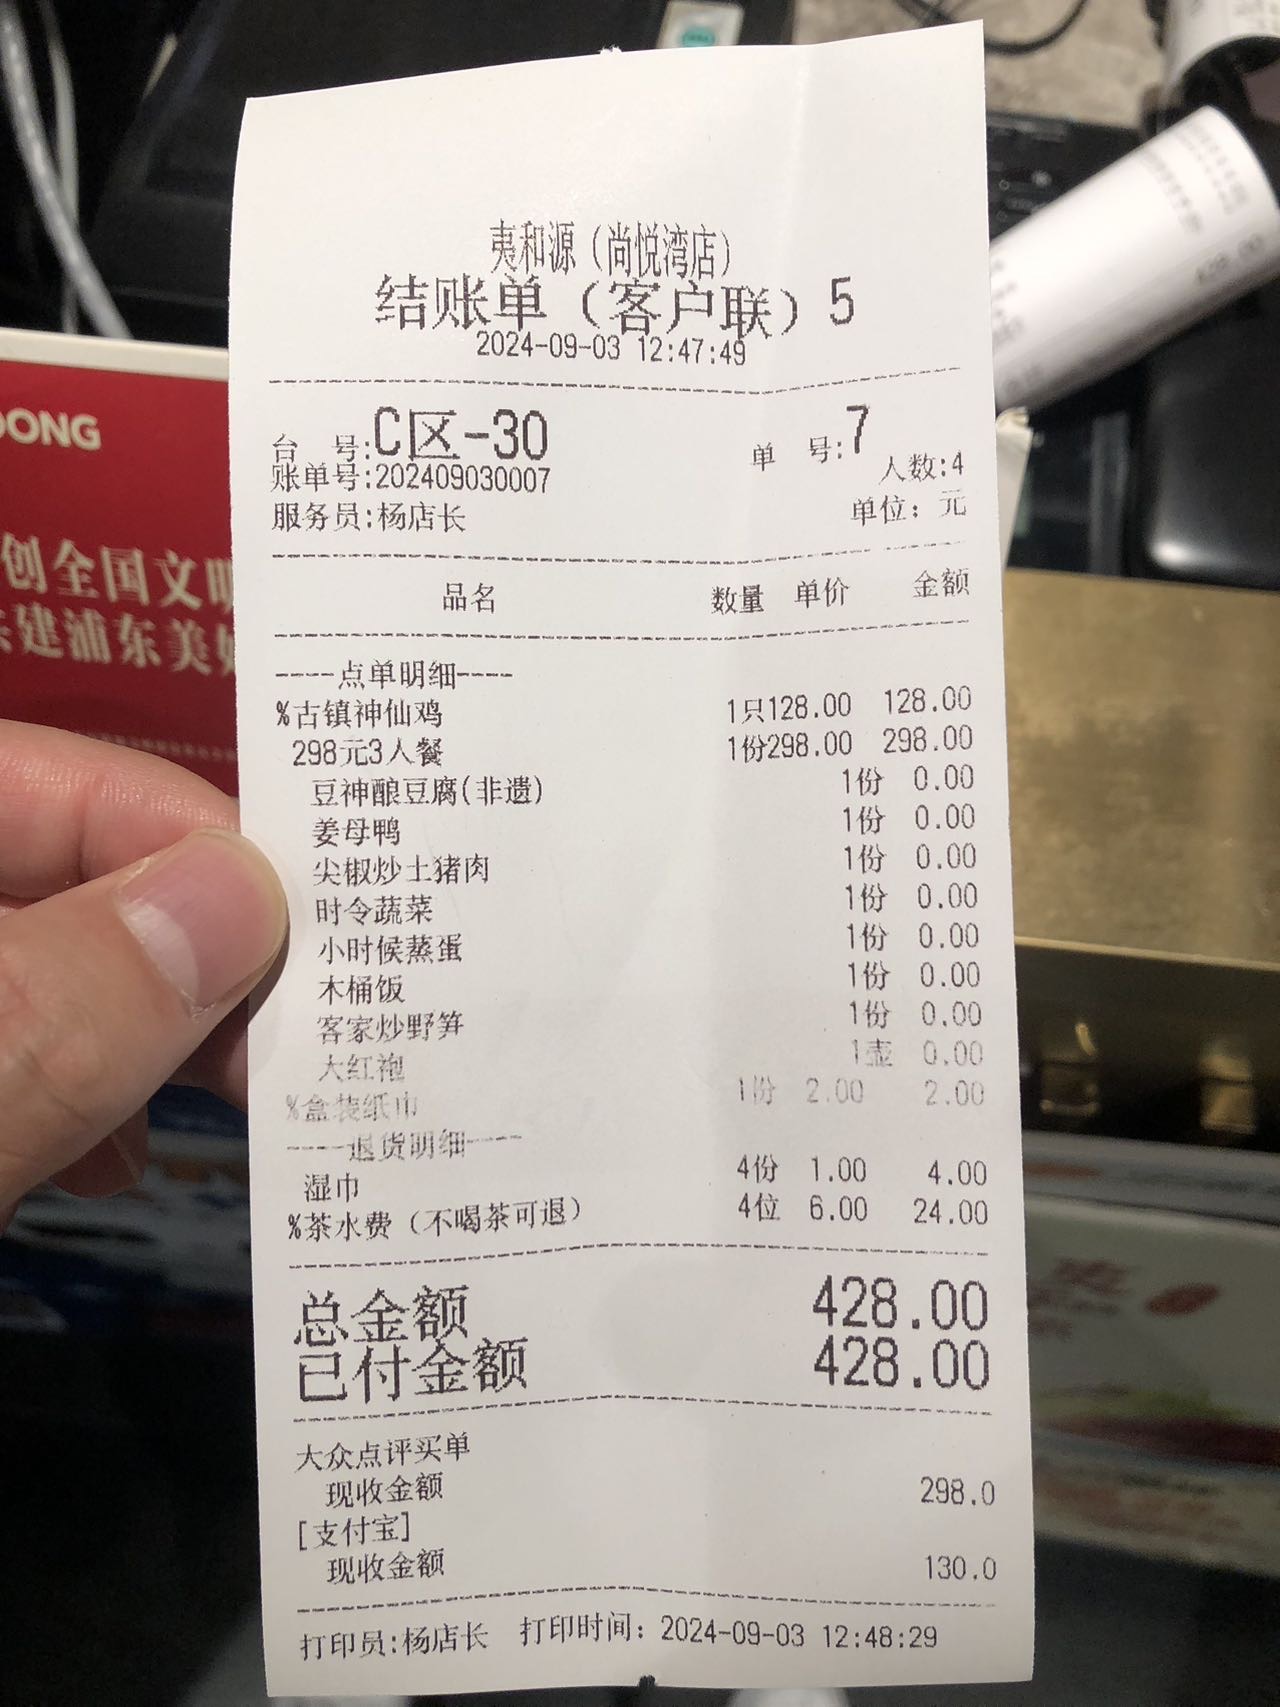 夷和源（尚悦湾店）
结账单（客户联）5
2024-09-03 12:47:49
台 号:C区-30 单 号:7
账单号:202409030007 人数:4
服务员:杨店长 单位：元
品名 数量 单价 金额
----点单明细----
%古镇神仙鸡 1只128.00 128.00
298元3人餐 1份298.00 298.00
豆神酿豆腐(非遗) 1份 0.00
姜母鸭 1份 0.00
尖椒炒土猪肉 1份 0.00
时令蔬菜 1份 0.00
小时候蒸蛋 1份 0.00
木桶饭 1份 0.00
客家炒野笋 1份 0.00
大红袍 1壶 0.00
%盒装纸巾 1份 2.00 2.00
----退货明细----
湿巾 4份 1.00 4.00
%茶水费（不喝茶可退） 4位 6.00 24.00
总金额 428.00
已付金额 428.00
大众点评买单
现收金额 298.0
[支付宝]
现收金额 130.0
打印员:杨店长 打印时间：2024-09-03 12:48:29
DONG
创全国文明
建浦东美
428.00